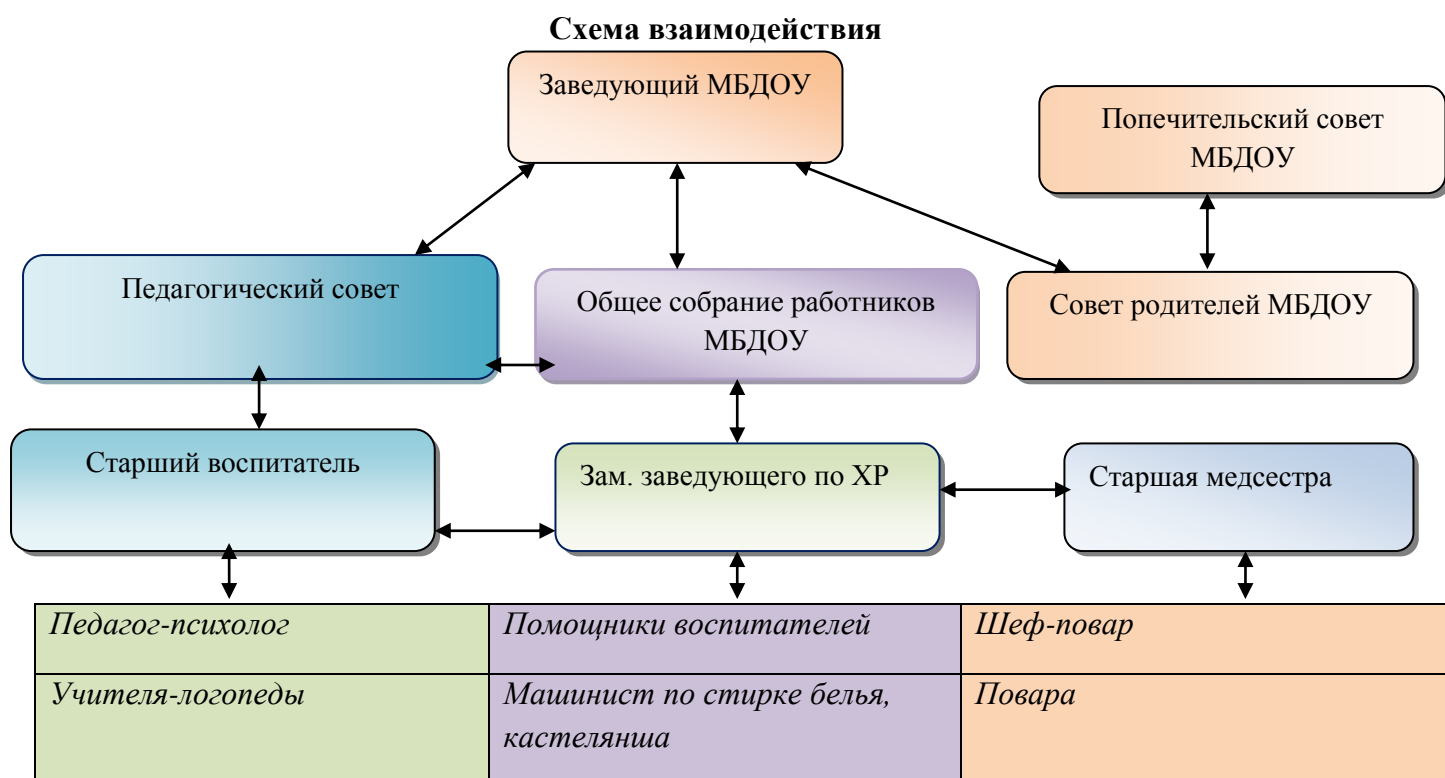 Схема взаимодействия
Заведующий МБДОУ
Попечительский совет
МБДОУ
Педагогический совет
Общее собрание работников
МБДОУ
Совет родителей МБДОУ
Старший воспитатель
Зам. заведующего по ХР
Старшая медсестра
Педагог-психолог
Помощники воспитателей
Шеф-повар
Учителя-логопеды
Машинист по стирке белья,
кастелянша
Повара